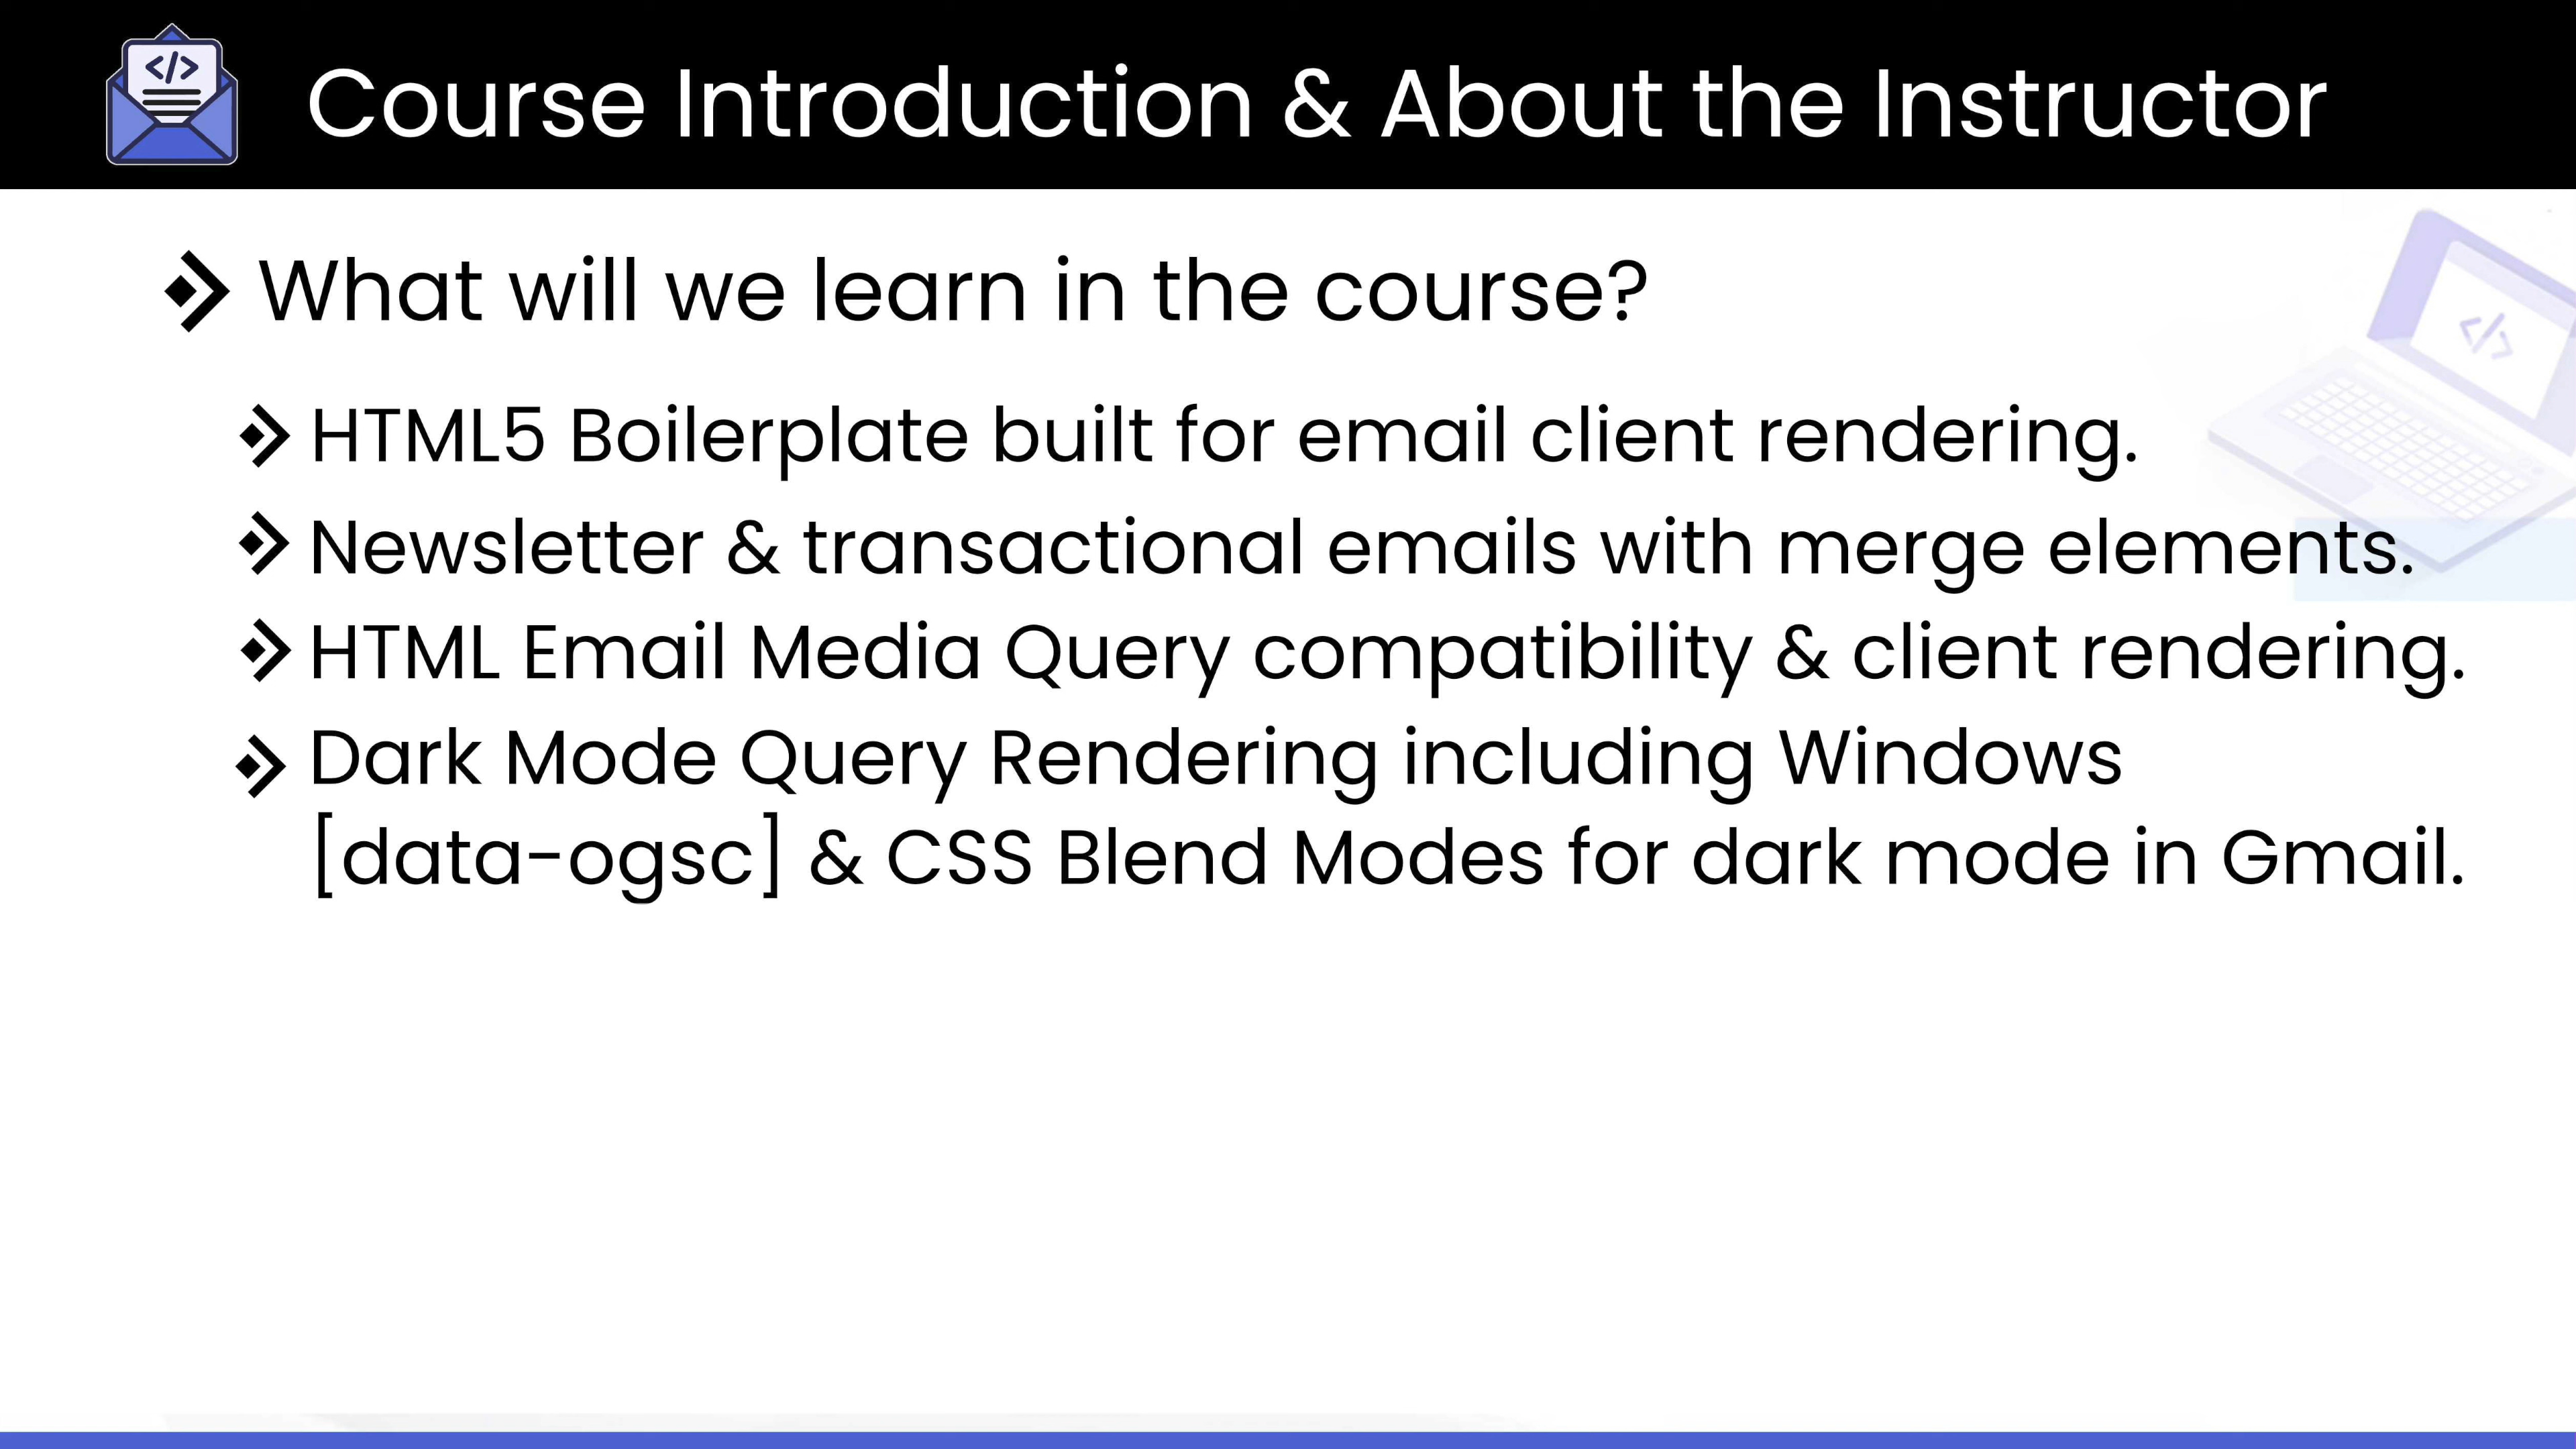 </>
Course Introduction & About the Instructor
What will we learn in the course?
</>
HTML5 Boilerplate built for email client rendering.
Newsletter & transactional emails with merge elements.
HTML Email Media Query compatibility & client rendering.
Dark Mode Query Rendering including Windows
[data-ogsc] & CSS Blend Modes for dark mode in Gmail.